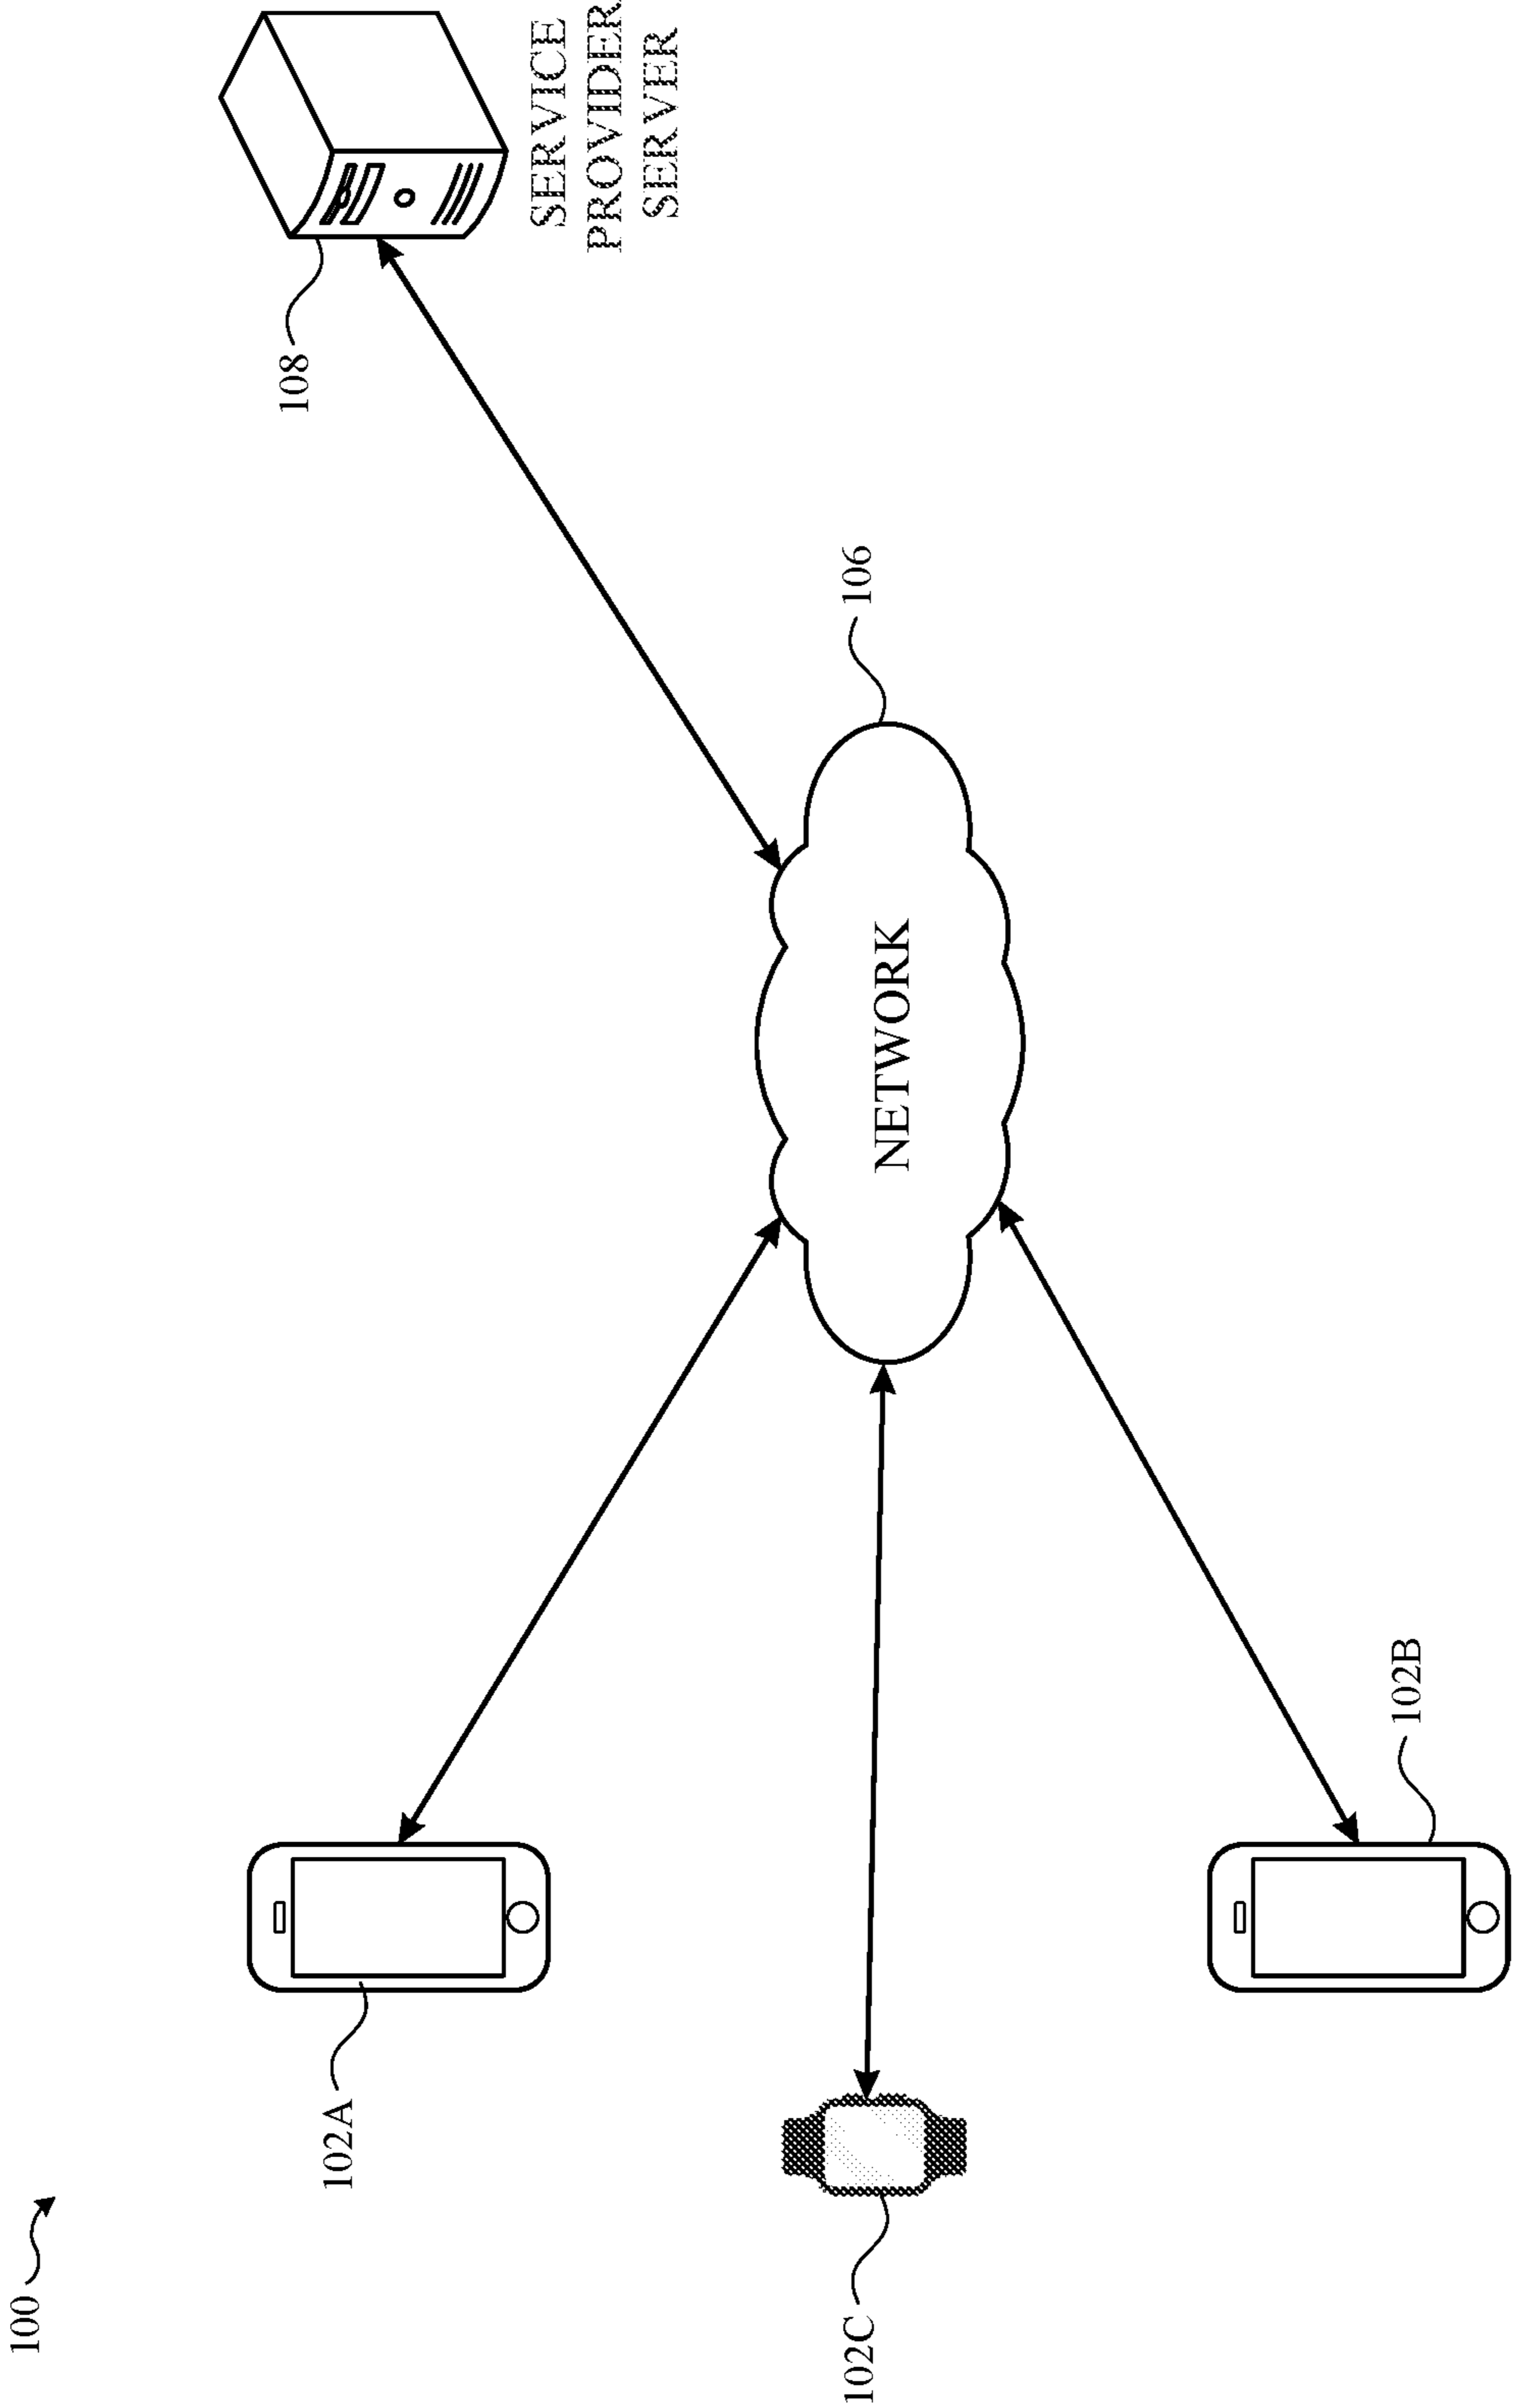 100
108
SERVICE
PROVIDER
SERVER
102A
106
NETWORK
102C
102B